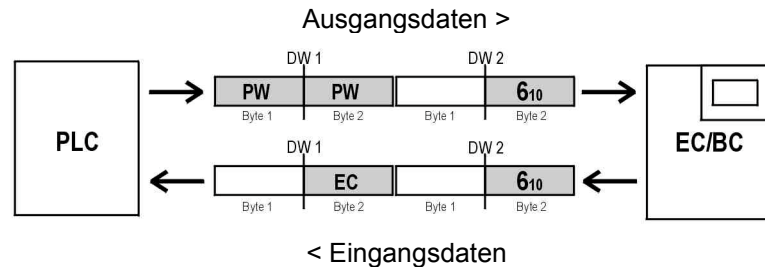 Ausgangsdaten >
DW 1 DW 2
PW PW 6₁₀
Byte 1 Byte 2 Byte 1 Byte 2
PLC EC/BC
DW 1 DW 2
EC 6₁₀
Byte 1 Byte 2 Byte 1 Byte 2
< Eingangsdaten